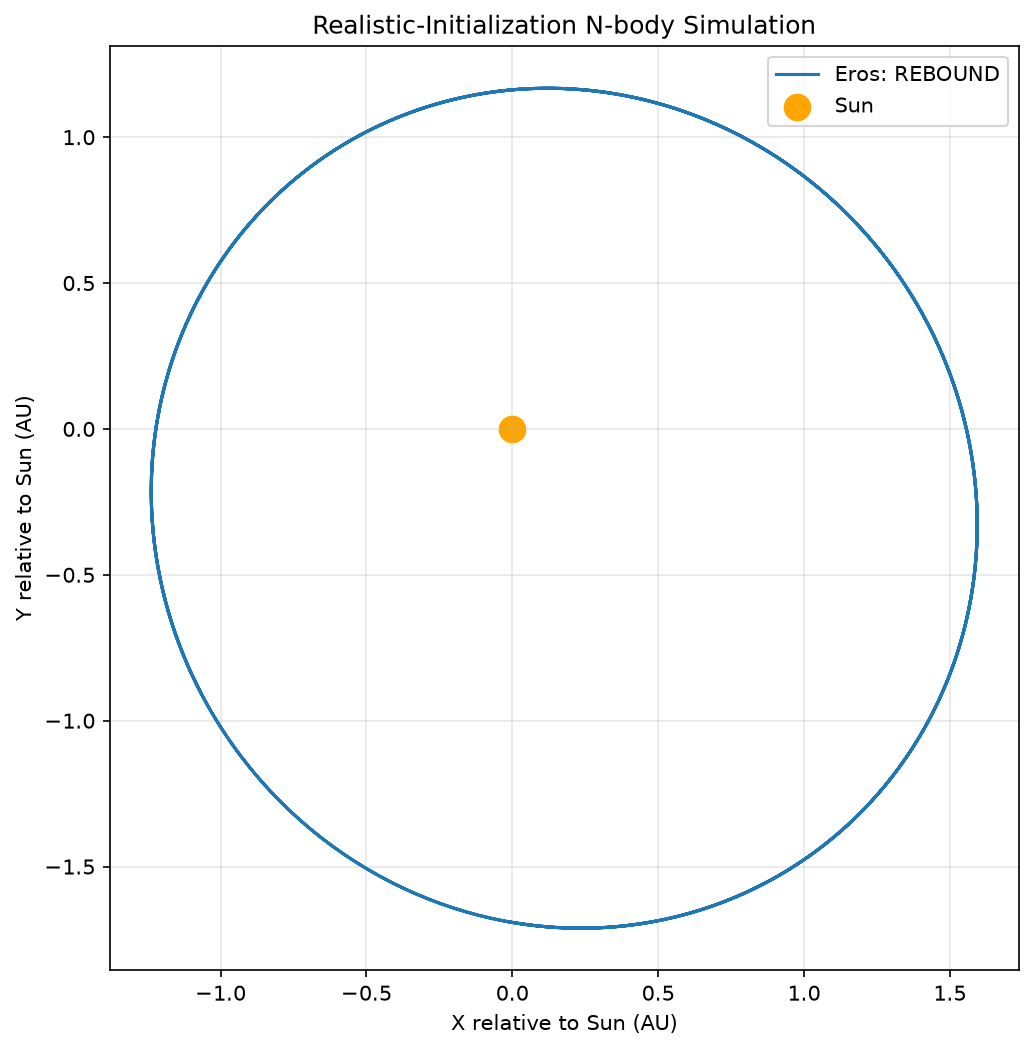 Realistic-Initialization N-body Simulation
Eros: REBOUND
Sun
1.0
0.5
0.0
−0.5
−1.0
−1.5
Y relative to Sun (AU)
−1.0 −0.5 0.0 0.5 1.0 1.5
X relative to Sun (AU)